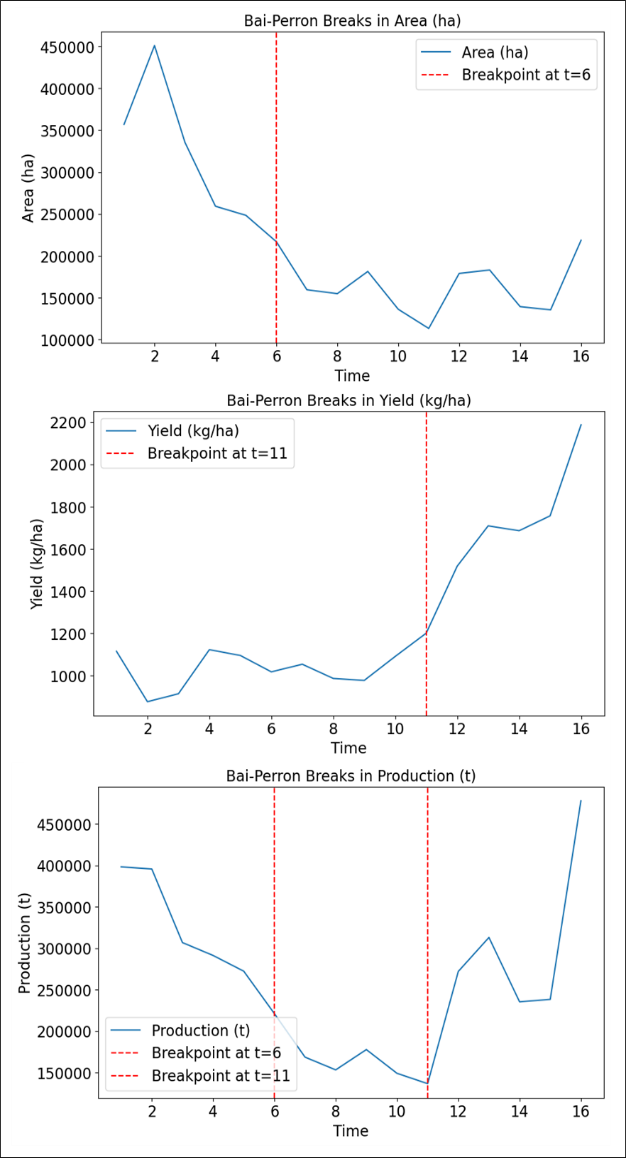 Bai-Perron Breaks in Area (ha)
Area (ha)
Breakpoint at t=6
450000
400000
350000
300000
250000
200000
150000
100000
Area (ha)
2 4 6 8 10 12 14 16
Time
Bai-Perron Breaks in Yield (kg/ha)
Yield (kg/ha)
Breakpoint at t=11
2200
2000
1800
1600
1400
1200
1000
Yield (kg/ha)
2 4 6 8 10 12 14 16
Time
Bai-Perron Breaks in Production (t)
450000
400000
350000
300000
250000
200000
150000
Production (t)
Production (t)
Breakpoint at t=6
Breakpoint at t=11
2 4 6 8 10 12 14 16
Time